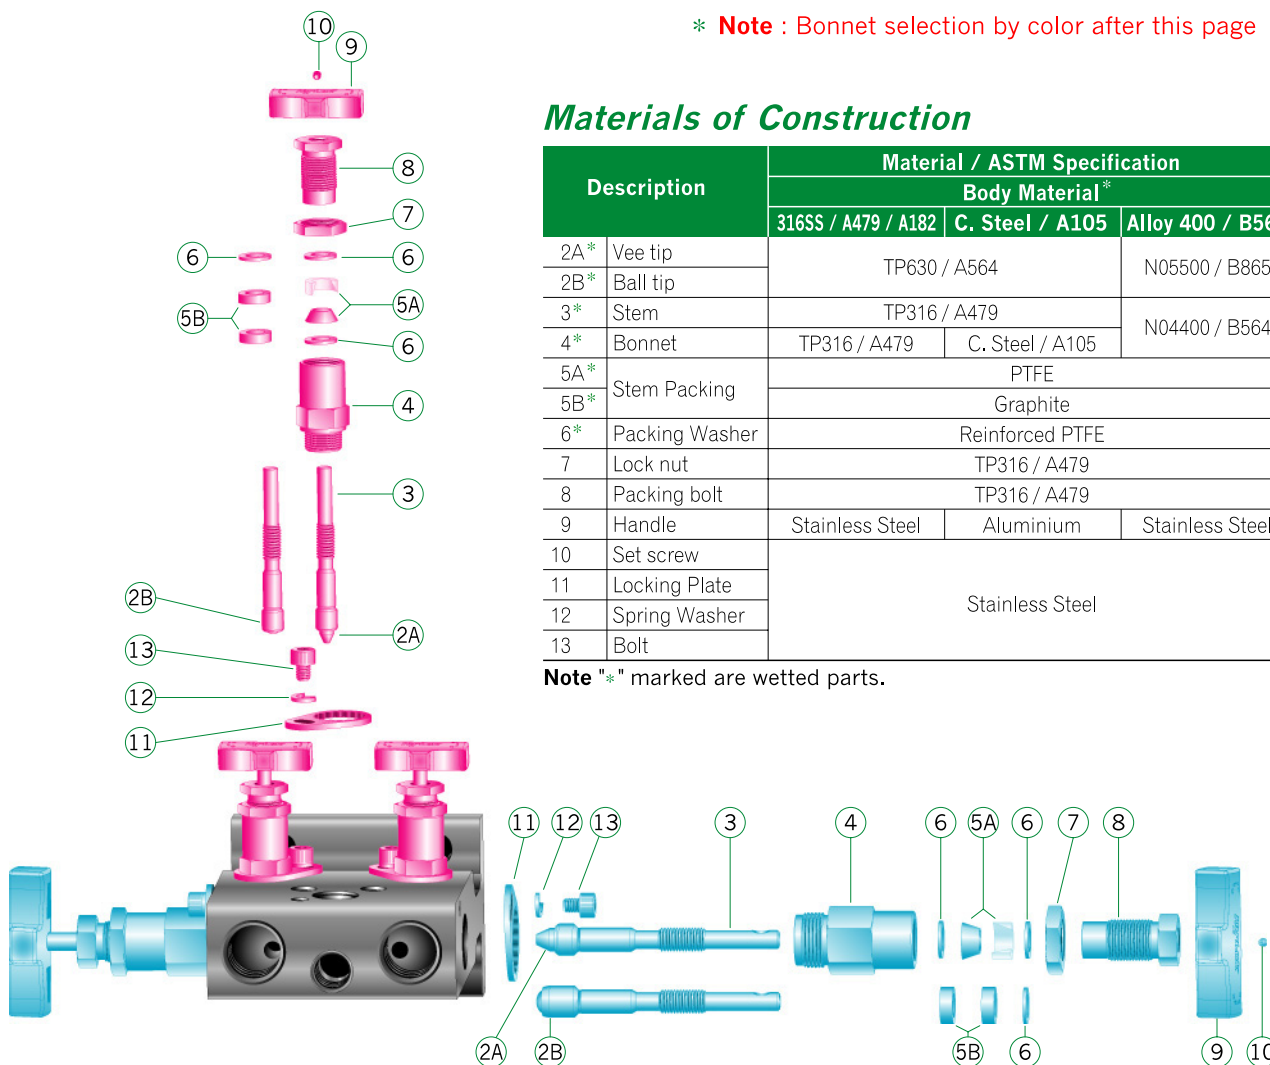 * Note : Bonnet selection by color after this page
10
9
8
7
6
6
5B
5A
6
4
3
2B
2A
13
12
11
Materials of Construction
Description
Material / ASTM Specification
Body Material*
316SS / A479 / A182 C. Steel / A105 Alloy 400 / B56
2A* Vee tip
TP630 / A564 N05500 / B865
2B* Ball tip
3* Stem TP316 / A479
N04400 / B564
4* Bonnet TP316 / A479 C. Steel / A105
5A* PTFE
Stem Packing
5B* Graphite
6* Packing Washer Reinforced PTFE
7 Lock nut TP316 / A479
8 Packing bolt TP316 / A479
9 Handle Stainless Steel Aluminium Stainless Steel
10 Set screw
11 Locking Plate
Stainless Steel
12 Spring Washer
13 Bolt
Note "*" marked are wetted parts.
11 12 13 3 4 6 5A 6 7 8
2A 2B 5B 6 9 10